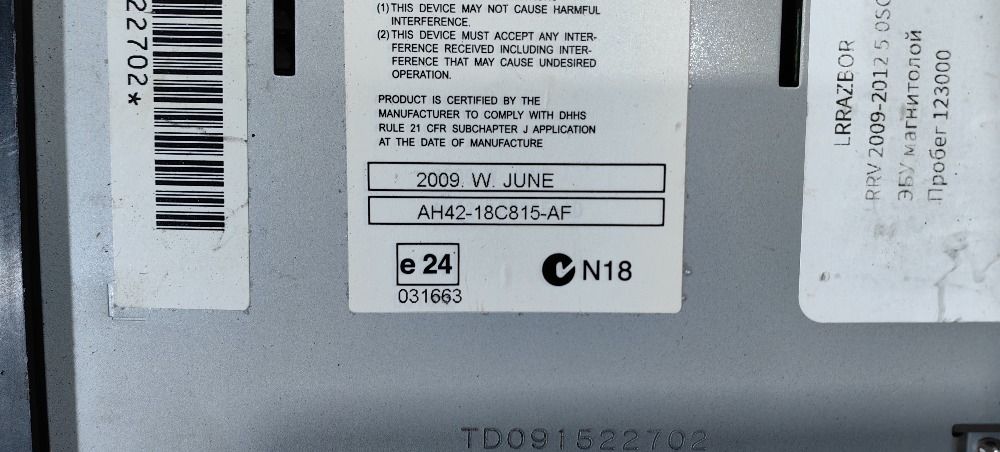 22702*
(1) THIS DEVICE MAY NOT CAUSE HARMFUL
INTERFERENCE.
(2) THIS DEVICE MUST ACCEPT ANY INTER-
FERENCE RECEIVED INCLUDING INTER-
FERENCE THAT MAY CAUSE UNDESIRED
OPERATION.
PRODUCT IS CERTIFIED BY THE
MANUFACTURER TO COMPLY WITH DHHS
RULE 21 CFR SUBCHAPTER J APPLICATION
AT THE DATE OF MANUFACTURE
2009. W. JUNE
AH42-18C815-AF
e 24
031663
N18
LRRAZBOR
RRV 2009-2012 5 0SC
ЭБУ магнитолой
Пробег 123000
TD091522702